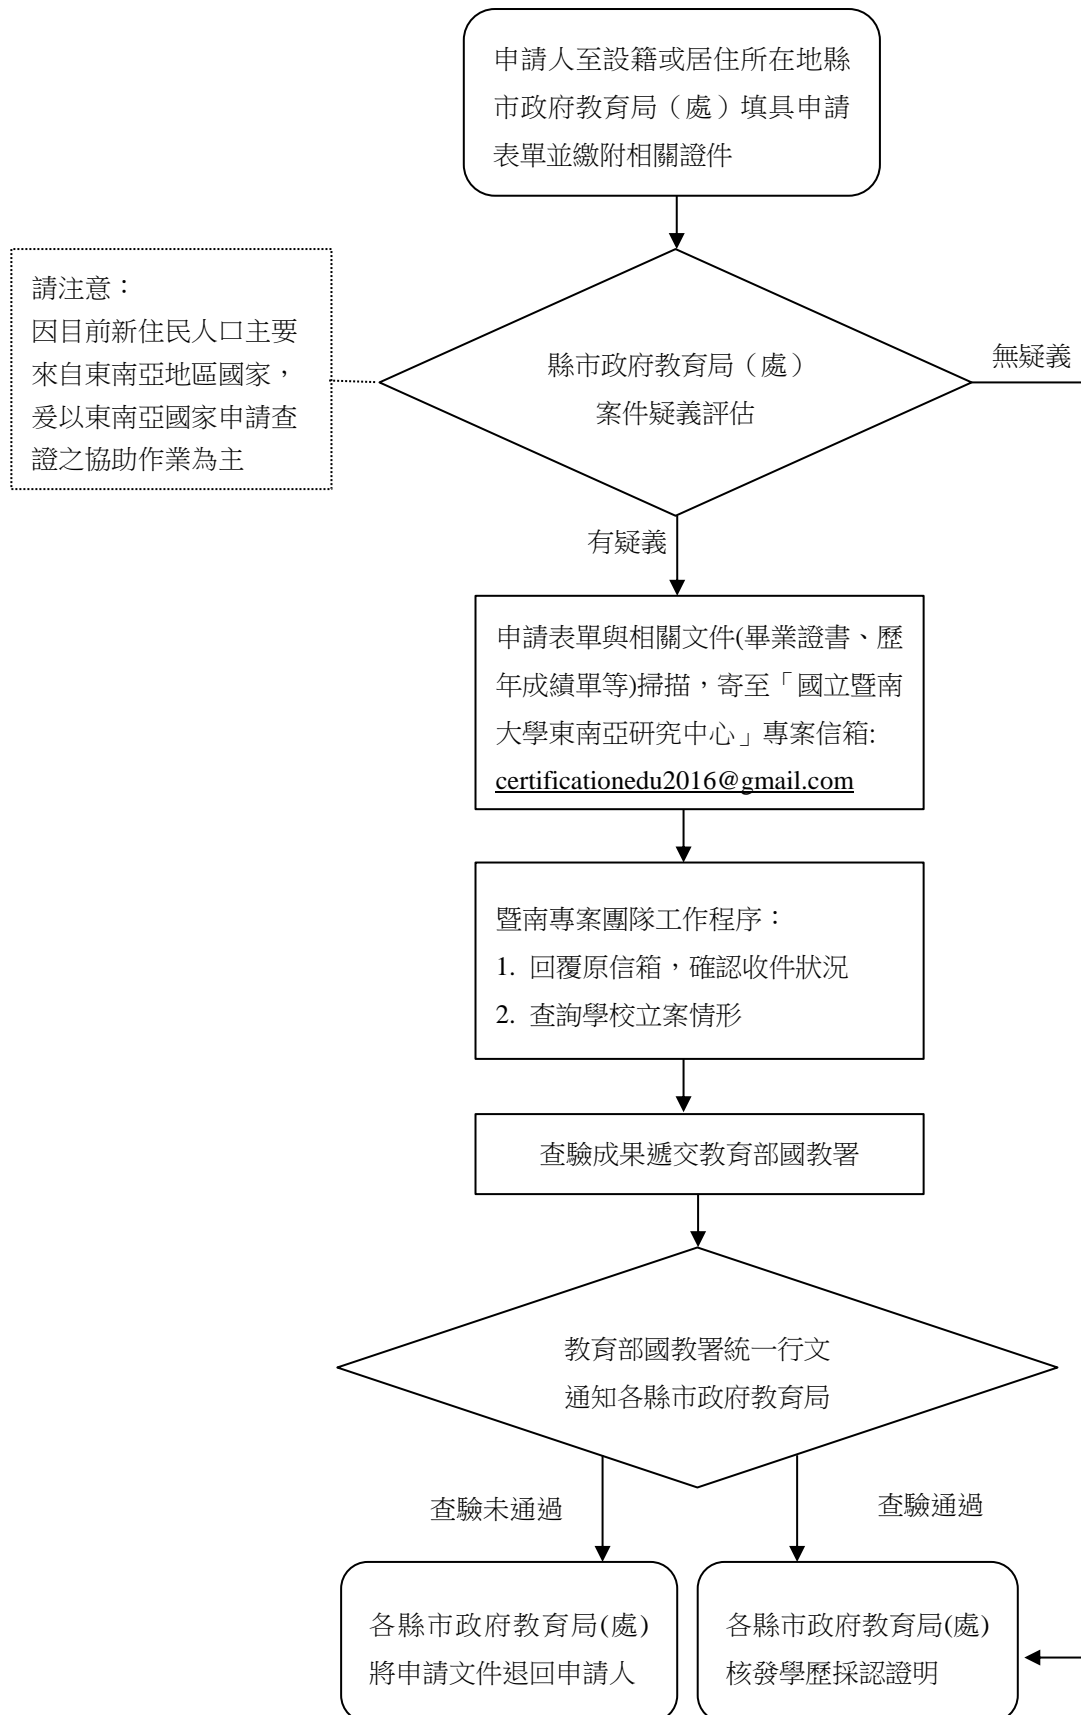 申請人至設籍或居住所在地縣
市政府教育局（處）填具申請
表單並繳附相關證件
請注意：
因目前新住民人口主要
來自東南亞地區國家，
爰以東南亞國家申請查
證之協助作業為主
縣市政府教育局（處）
案件疑義評估
無疑義
有疑義
申請表單與相關文件(畢業證書、歷
年成績單等)掃描，寄至「國立暨南
大學東南亞研究中心」專案信箱:
certificationedu2016@gmail.com
暨南專案團隊工作程序：
1. 回覆原信箱，確認收件狀況
2. 查詢學校立案情形
查驗成果遞交教育部國教署
教育部國教署統一行文
通知各縣市政府教育局
查驗未通過
查驗通過
各縣市政府教育局(處)
將申請文件退回申請人
各縣市政府教育局(處)
核發學歷採認證明